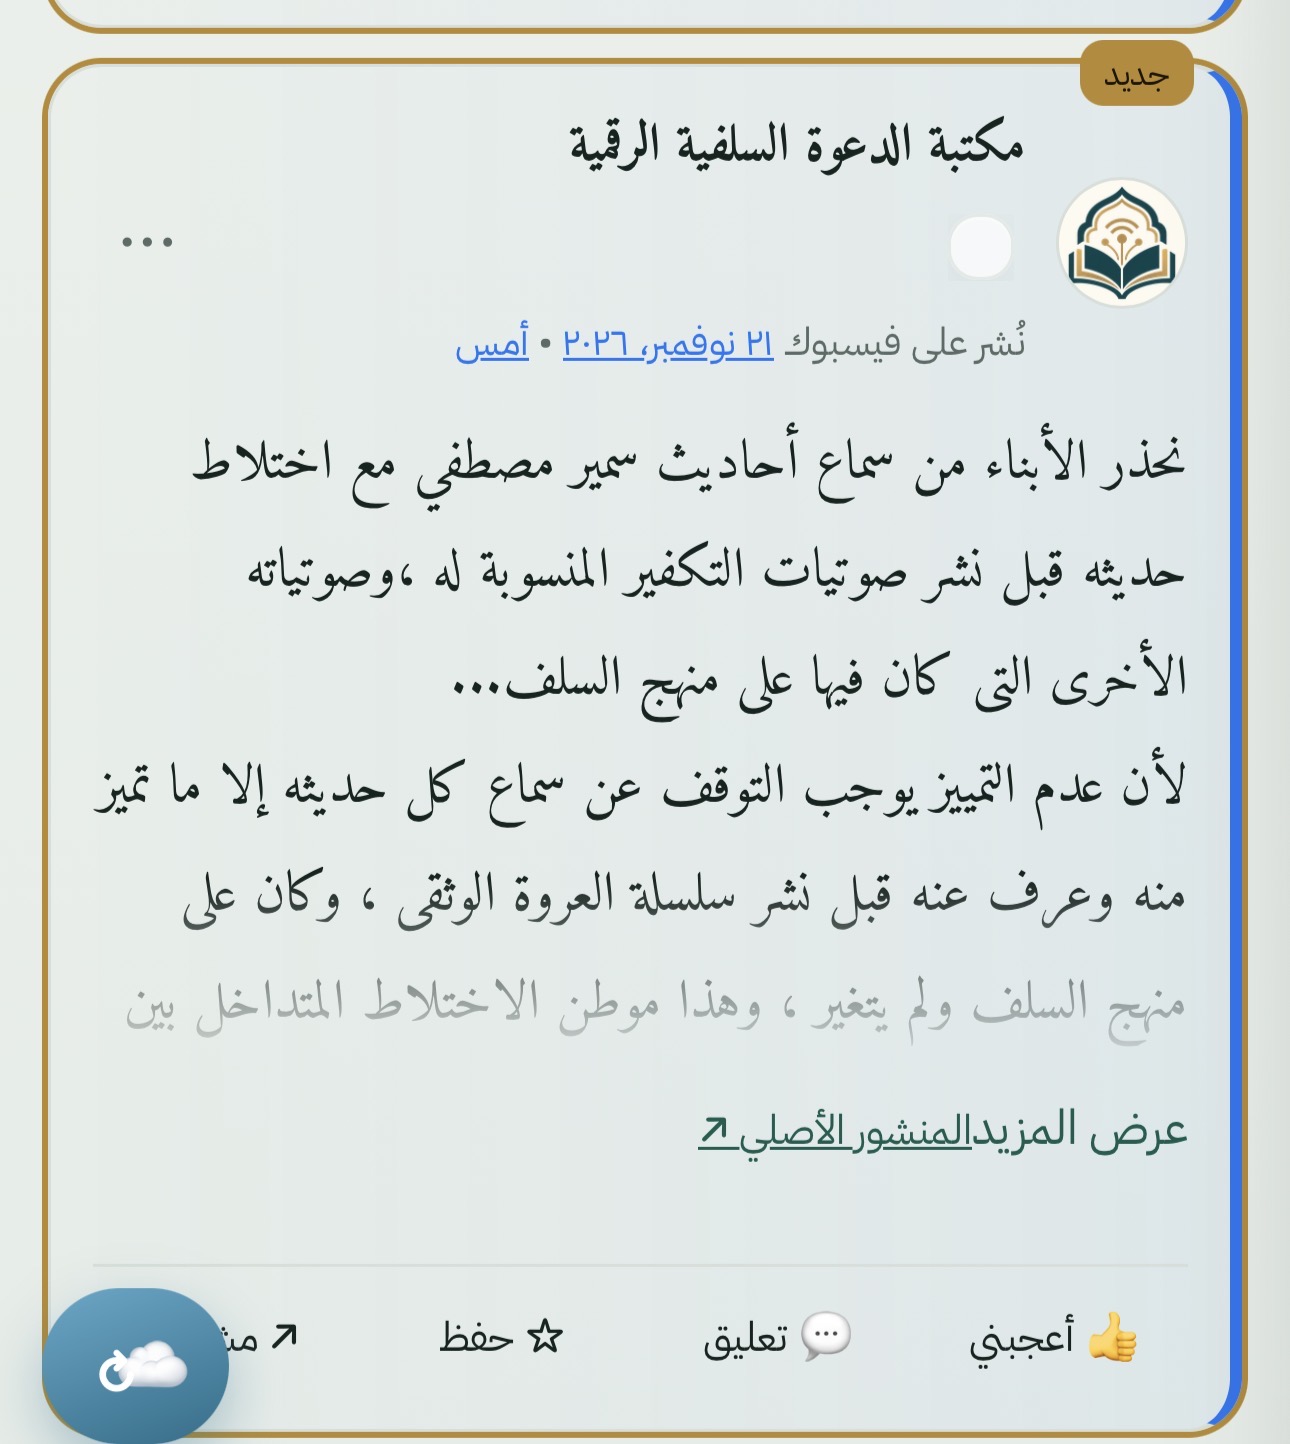 جديد
مكتبة الدعوة السلفية الرقمية
نُشر على فيسبوك ٢١ نوفمبر، ٢٠٢٦ • أمس
نحذر الأبناء من سماع أحاديث سمير مصطفي مع اختلاط
حديثه قبل نشر صوتيات التكفير المنسوبة له ،وصوتياته
الأخرى التى كان فيها على منهج السلف...
لأن عدم التمييز يوجب التوقف عن سماع كل حديثه إلا ما تميز
منه وعرف عنه قبل نشر سلسلة العروة الوثقى ، وكان على
منهج السلف ولم يتغير ، وهذا موطن الاختلاط المتداخل بين
عرض المزيد المنشور الأصلي ↗
👍 أعجبني 💬 تعليق ☆ حفظ ↗